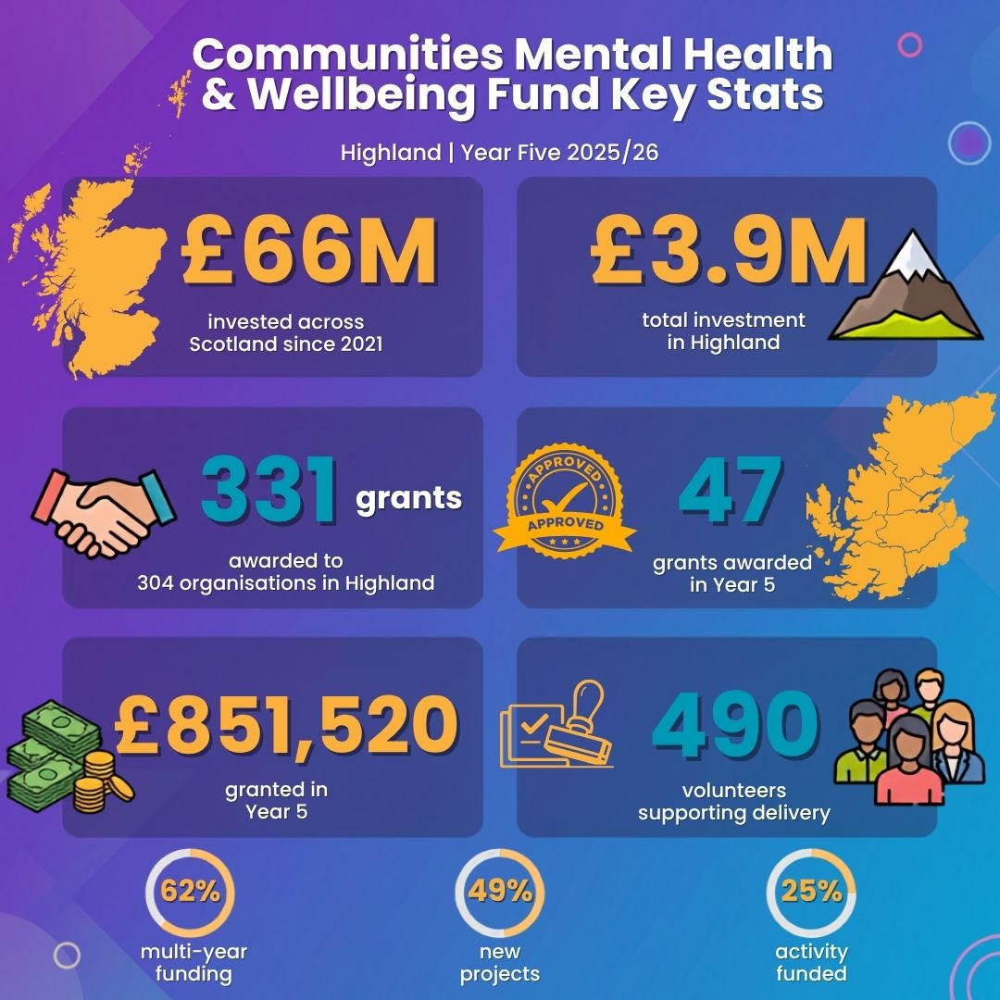 Communities Mental Health
& Wellbeing Fund Key Stats
Highland | Year Five 2025/26
£66M
invested across
Scotland since 2021
£3.9M
total investment
in Highland
331 grants
awarded to
304 organisations in Highland
APPROVED
APPROVED
47
grants awarded
in Year 5
£851,520
granted in
Year 5
490
volunteers
supporting delivery
62%
multi-year
funding
49%
new
projects
25%
activity
funded